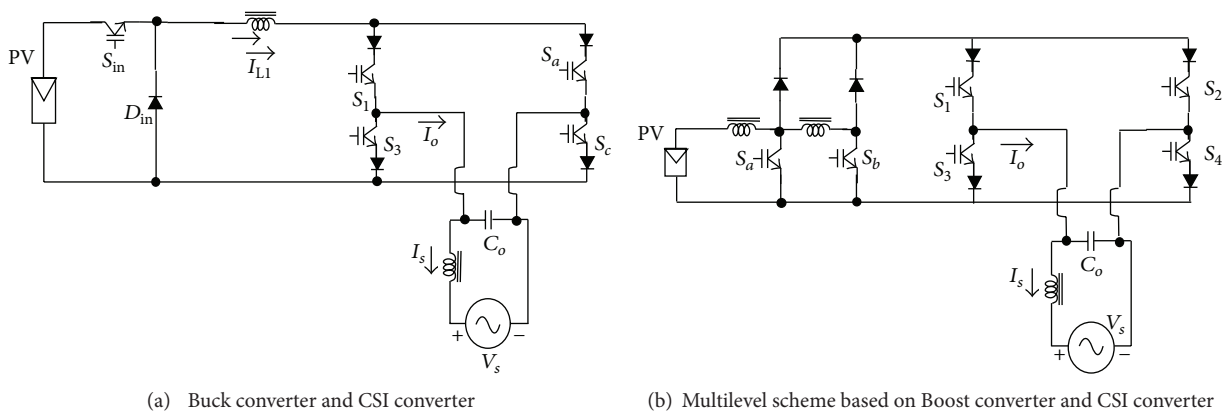 PV
S_in
D_in
I_L1
S_1
S_3
I_o
S_a
S_c
C_o
I_s
+
−
V_s
(a) Buck converter and CSI converter
PV
S_a
S_b
S_1
S_3
I_o
S_2
S_4
C_o
I_s
V_s
+
−
(b) Multilevel scheme based on Boost converter and CSI converter